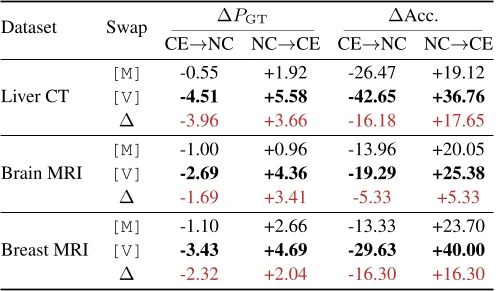 Dataset Swap ΔP_GT ΔAcc.
CE→NC NC→CE CE→NC NC→CE
[M] -0.55 +1.92 -26.47 +19.12
Liver CT [V] -4.51 +5.58 -42.65 +36.76
Δ -3.96 +3.66 -16.18 +17.65
[M] -1.00 +0.96 -13.96 +20.05
Brain MRI [V] -2.69 +4.36 -19.29 +25.38
Δ -1.69 +3.41 -5.33 +5.33
[M] -1.10 +2.66 -13.33 +23.70
Breast MRI [V] -3.43 +4.69 -29.63 +40.00
Δ -2.32 +2.04 -16.30 +16.30